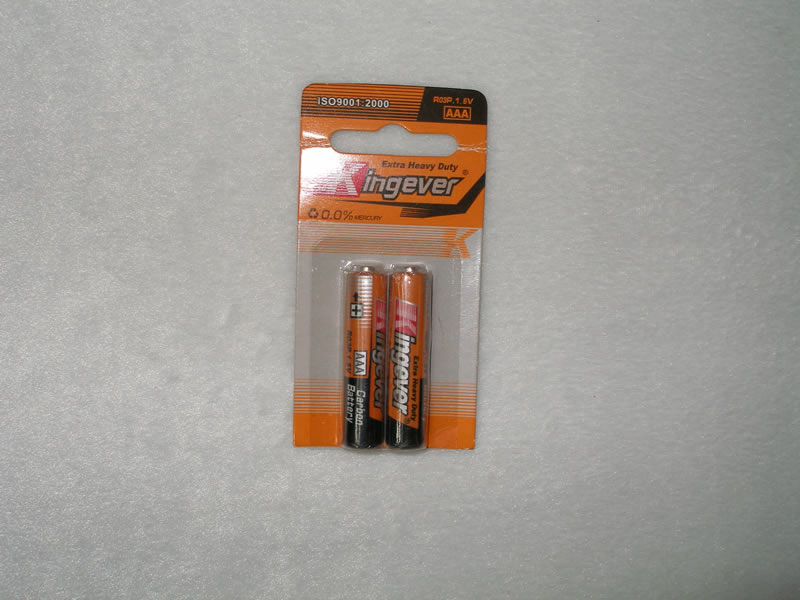 ISO9001:2000
R03P.1.5V
AAA
Extra Heavy Duty
Kingever®
0.0% MERCURY
K
AAA
Carbon
Battery
Kingever
Kingever®
Extra Heavy Duty